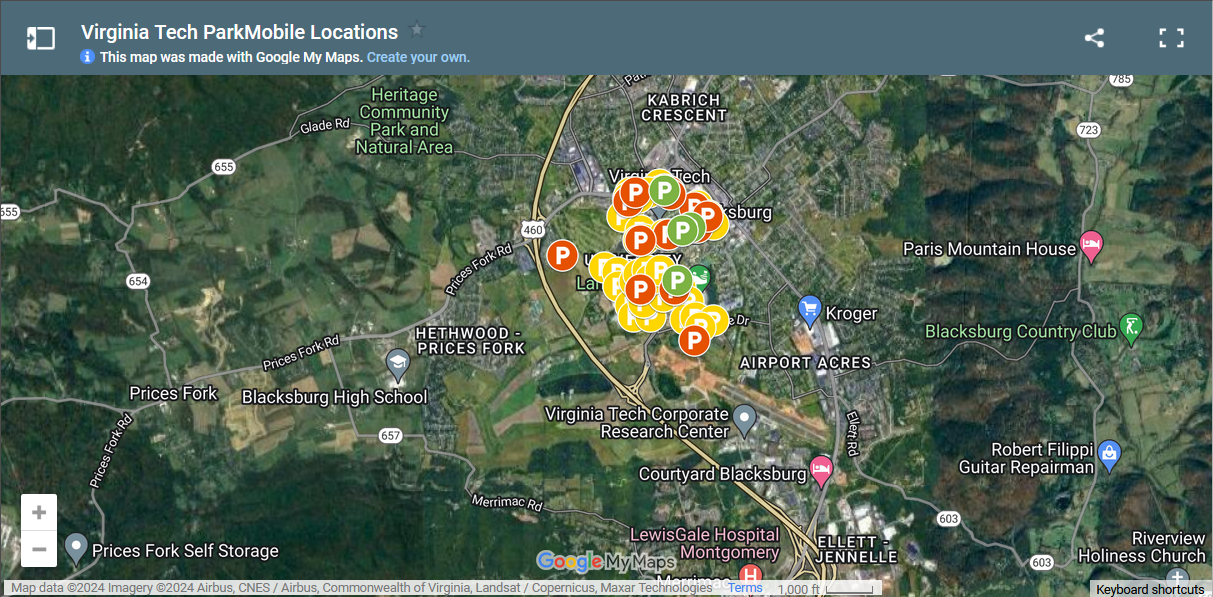 Virginia Tech ParkMobile Locations
This map was made with Google My Maps. Create your own.
785
KABRICH
CRESCENT
Heritage
Community
Park and
Natural Area
Glade Rd
723
655
Tech
655
460
P
P
P
P
P
P
Prices Fork Rd
Paris Mountain House
654
Kroger
Blacksburg Country Club
HETHWOOD -
PRICES FORK
Prices Fork Rd
AIRPORT ACRES
Prices Fork
Blacksburg High School
Virginia Tech Corporate
Research Center
Prices Fork Rd
657
Ellett Rd
Robert Filippi
Guitar Repairman
Courtyard Blacksburg
Merrimac Rd
603
LewisGale Hospital
Montgomery
ELLETT -
JENNELLE
Riverview
Holiness Church
Prices Fork Self Storage
Google My Maps
603
H
Map data ©2024 Imagery ©2024 Airbus, CNES / Airbus, Commonwealth of Virginia, Landsat / Copernicus, Maxar Technologies Terms 1,000 ft
Keyboard shortcuts